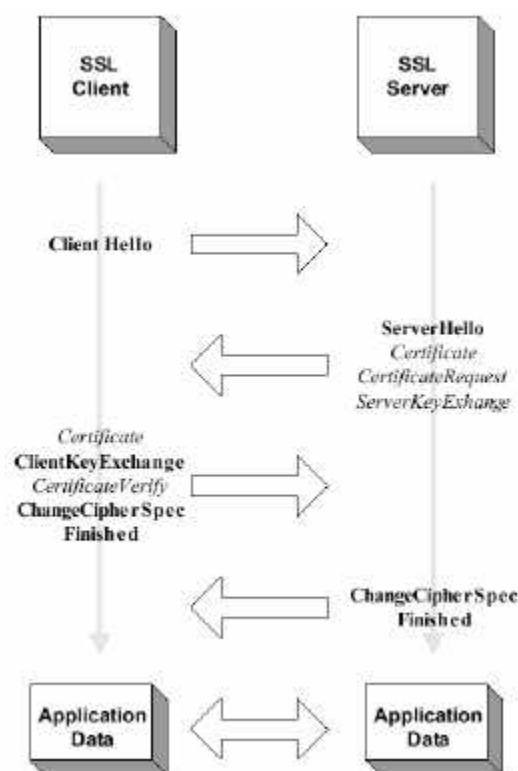 SSL
Client
SSL
Server
Client Hello
ServerHello
Certificate
CertificateRequest
ServerKeyExhange
Certificate
ClientKeyExchange
CertificateVerify
ChangeCipherSpec
Finished
ChangeCipherSpec
Finished
Application
Data
Application
Data